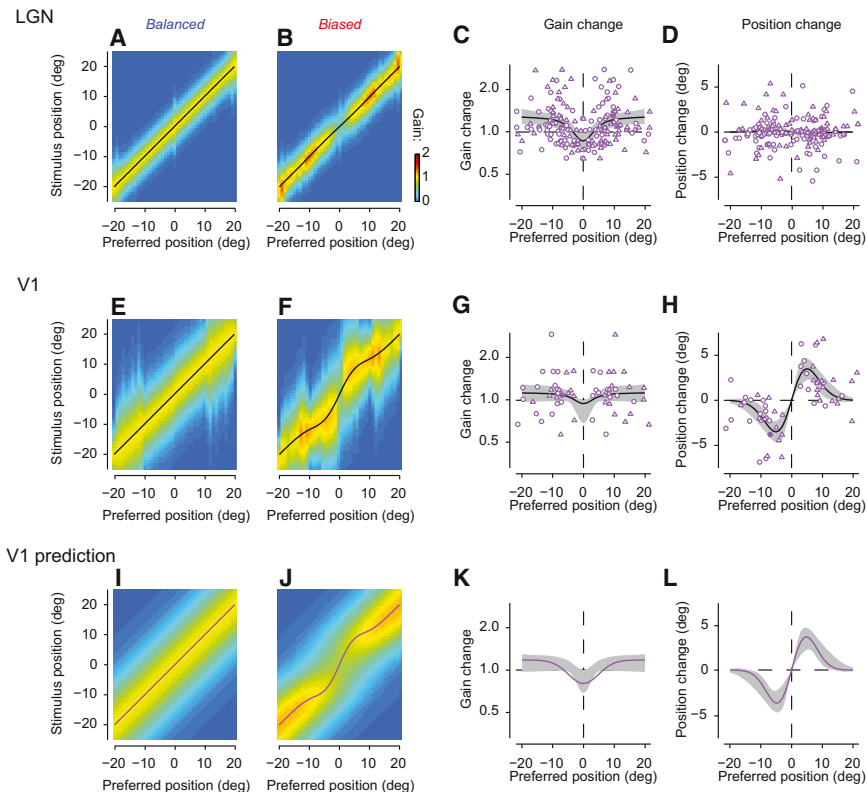 LGN
Balanced
Biased
Gain change
Position change
A
B
C
D
Stimulus position (deg)
20
10
0
−10
−20
−20 −10 0 10 20
Preferred position (deg)
−20 −10 0 10 20
Preferred position (deg)
Gain:
2
1
0
Gain change
2.0
1.0
0.5
−20 −10 0 10 20
Preferred position (deg)
Position change (deg)
5
0
−5
−20 −10 0 10 20
Preferred position (deg)
V1
E
F
G
H
Stimulus position (deg)
20
10
0
−10
−20
−20 −10 0 10 20
Preferred position (deg)
−20 −10 0 10 20
Preferred position (deg)
Gain change
2.0
1.0
0.5
−20 −10 0 10 20
Preferred position (deg)
Position change (deg)
5
0
−5
−20 −10 0 10 20
Preferred position (deg)
V1 prediction
I
J
K
L
Stimulus position (deg)
20
10
0
−10
−20
−20 −10 0 10 20
Preferred position (deg)
−20 −10 0 10 20
Preferred position (deg)
Gain change
2.0
1.0
0.5
−20 −10 0 10 20
Preferred position (deg)
Position change (deg)
5
0
−5
−20 −10 0 10 20
Preferred position (deg)